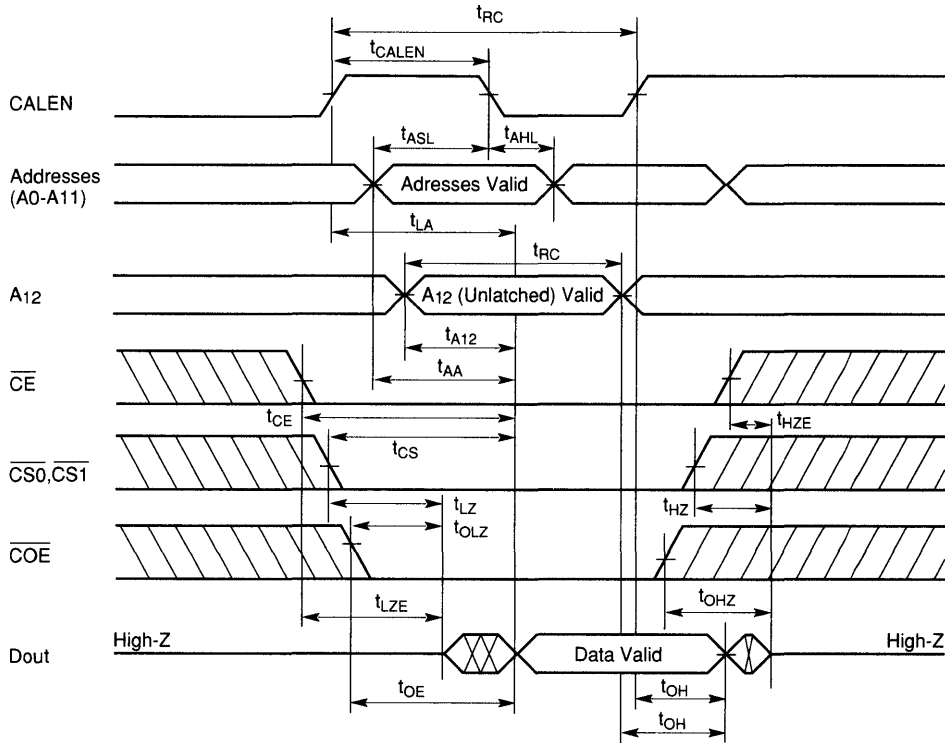 tRC
tCALEN
CALEN
tASL
tAHL
Addresses
(A0-A11)
Adresses Valid
tLA
tRC
A12
A12 (Unlatched) Valid
tA12
tAA
CE
tCE
tHZE
tCS
CS0,CS1
tLZ
tHZ
tOLZ
COE
tLZE
tOHZ
High-Z
High-Z
Dout
Data Valid
tOE
tOH
tOH